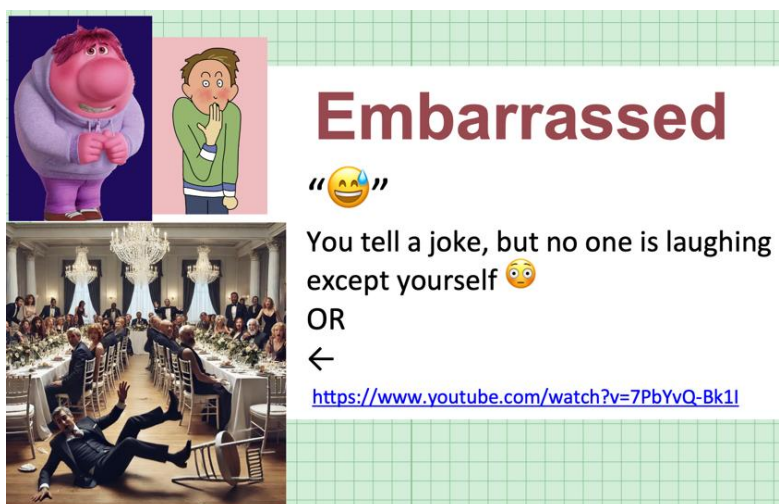 Embarrassed
“😅”
You tell a joke, but no one is laughing
except yourself 😳
OR
←
https://www.youtube.com/watch?v=7PbYvQ-Bk1I